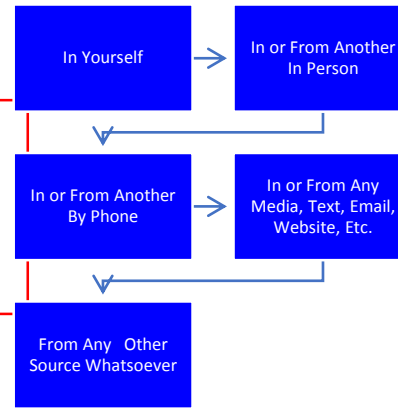 In Yourself
In or From Another
In Person
In or From Another
By Phone
In or From Any
Media, Text, Email,
Website, Etc.
From Any Other
Source Whatsoever